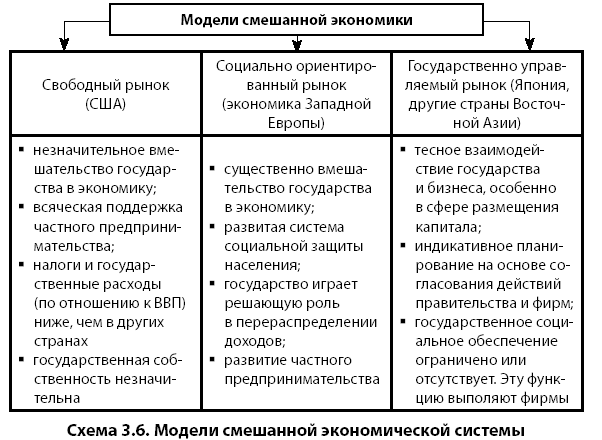 Модели смешанной экономики
Свободный рынок
(США)
Социально ориентиро-
ванный рынок
(экономика Западной
Европы)
Государственно управ-
ляемый рынок (Япония,
другие страны Восточ-
ной Азии)
▪ незначительное вме-
шательство государ-
ства в экономику;
▪ всяческая поддержка
частного предприни-
мательства;
▪ налоги и государ-
ственные расходы
(по отношению к ВВП)
ниже, чем в других
странах
▪ государственная соб-
ственность незначи-
тельна
▪ существенно вмеша-
тельство государства
в экономику;
▪ развитая система
социальной защиты
населения;
▪ государство играет
решающую роль
в перераспределении
доходов;
▪ развитие частного
предпринимательства
▪ тесное взаимодей-
ствие государства
и бизнеса, особенно
в сфере размещения
капитала;
▪ индикативное плани-
рование на основе со-
гласования действий
правительства и фирм;
▪ государственное соци-
альное обеспечение
ограничено или
отсутствует. Эту функ-
цию выполяют фирмы
Схема 3.6. Модели смешанной экономической системы